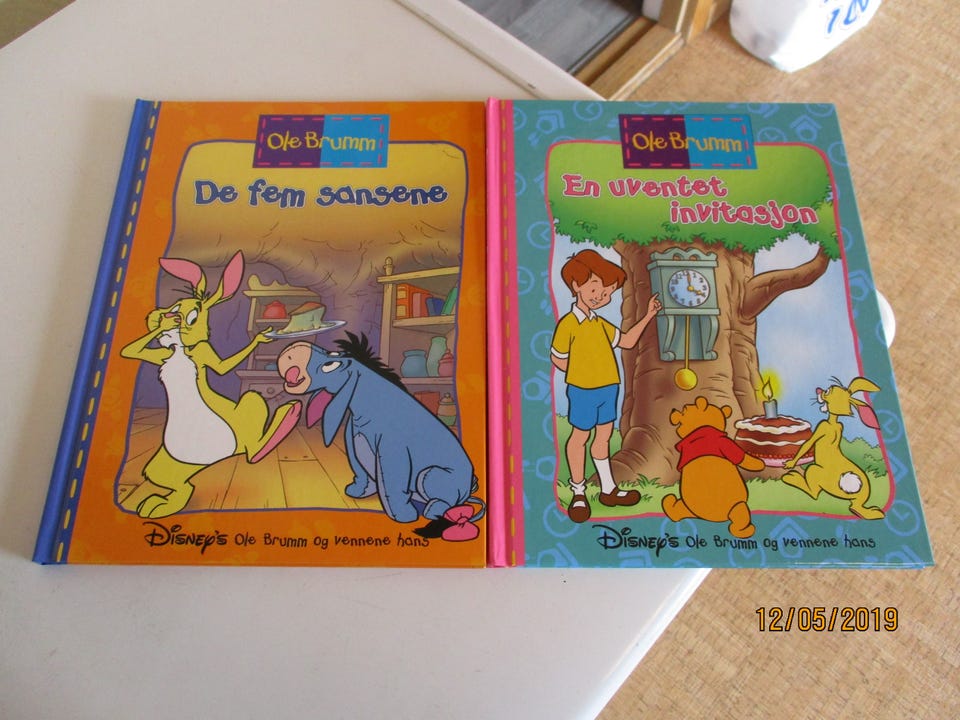 Ole Brumm
De fem sansene
Disney's Ole Brumm og vennene hans
Ole Brumm
En uventet
invitasjon
Disney's Ole Brumm og vennene hans
12/05/2019